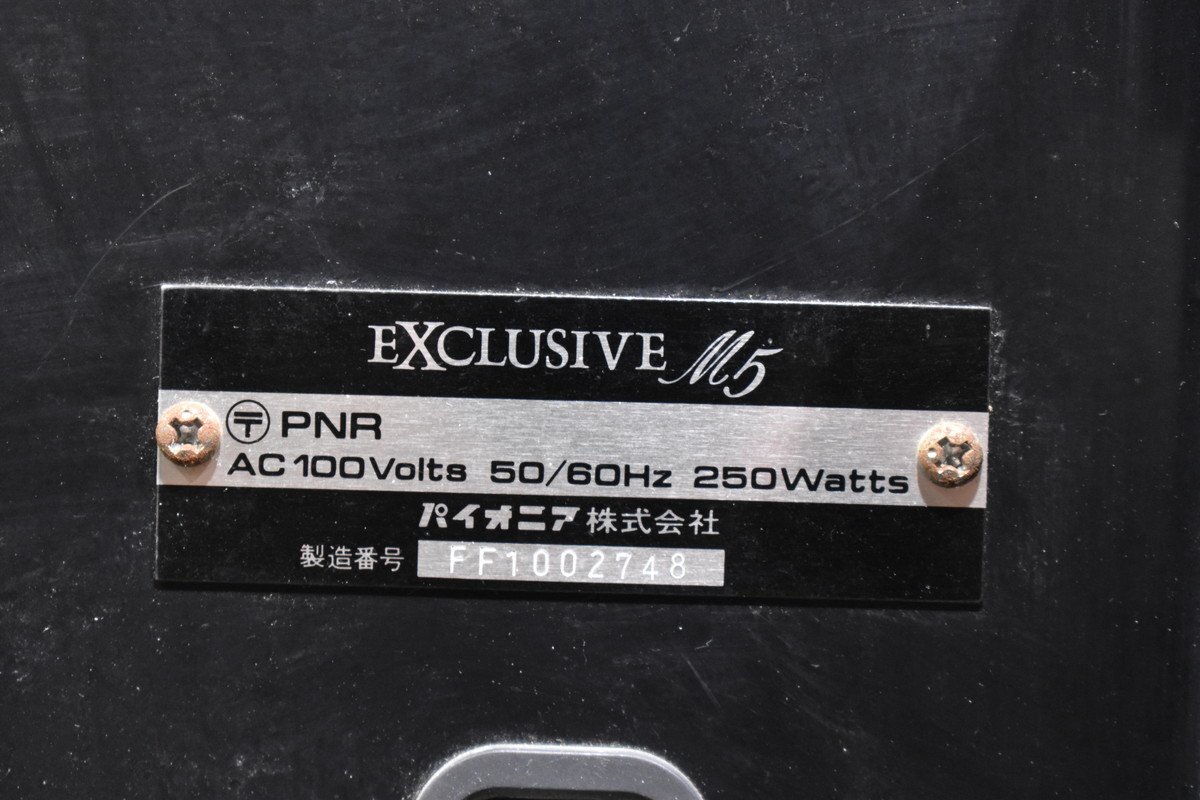 EXCLUSIVE M5
〶 PNR
AC 100Volts 50/60Hz 250Watts
パイオニア株式会社
製造番号 FF1002748